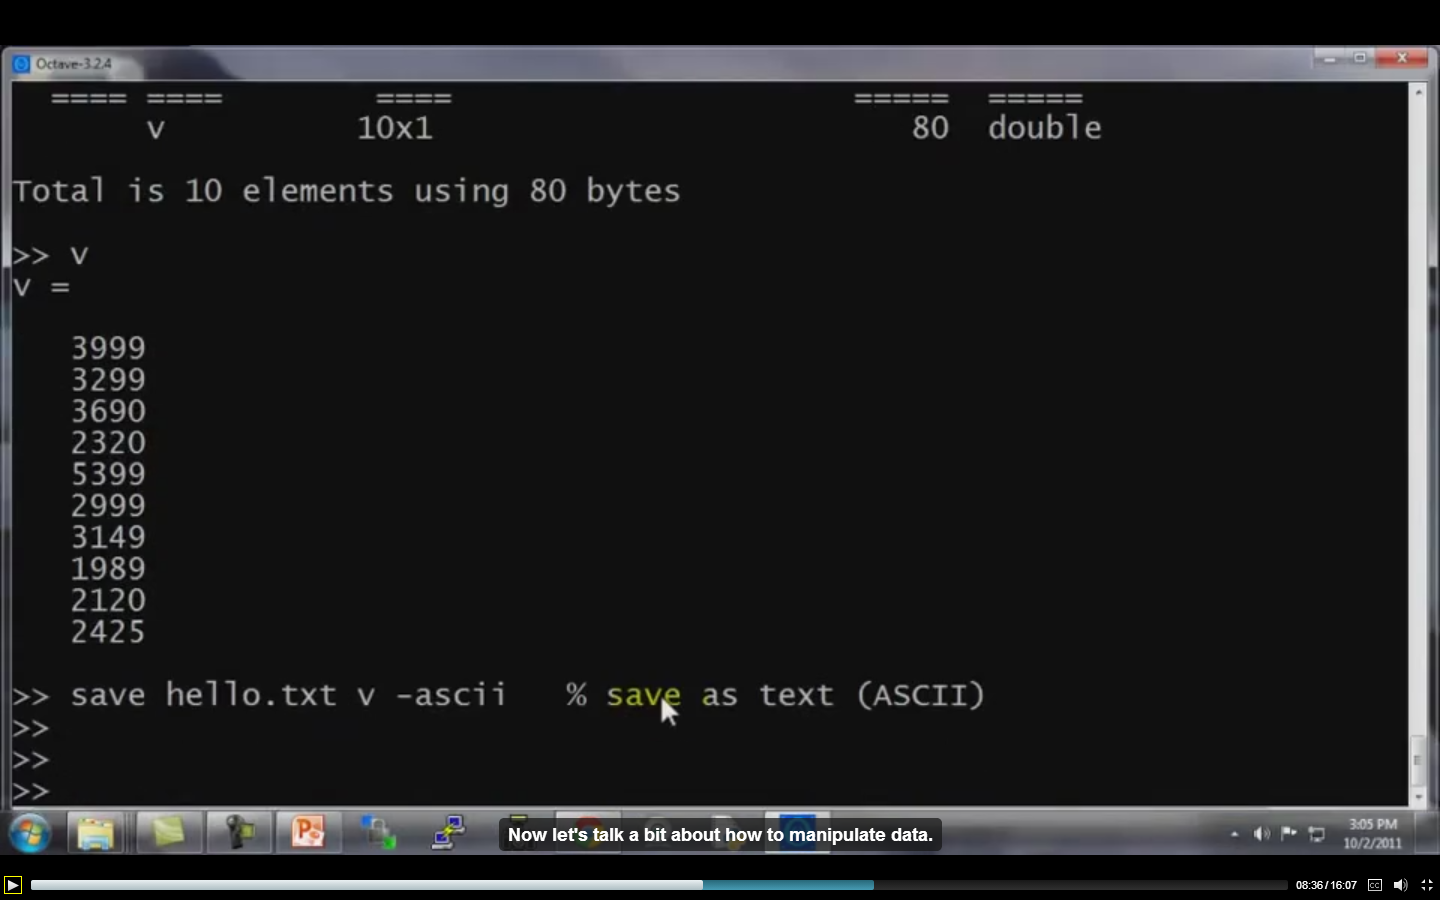 Octave-3.2.4
==== ==== ==== ===== =====
v 10x1 80 double
Total is 10 elements using 80 bytes
>> v
v =
3999
3299
3690
2320
5399
2999
3149
1989
2120
2425
>> save hello.txt v -ascii % save as text (ASCII)
>>
>>
>>
Now let's talk a bit about how to manipulate data.
3:05 PM
10/2/2011
08:36/16:07
CC